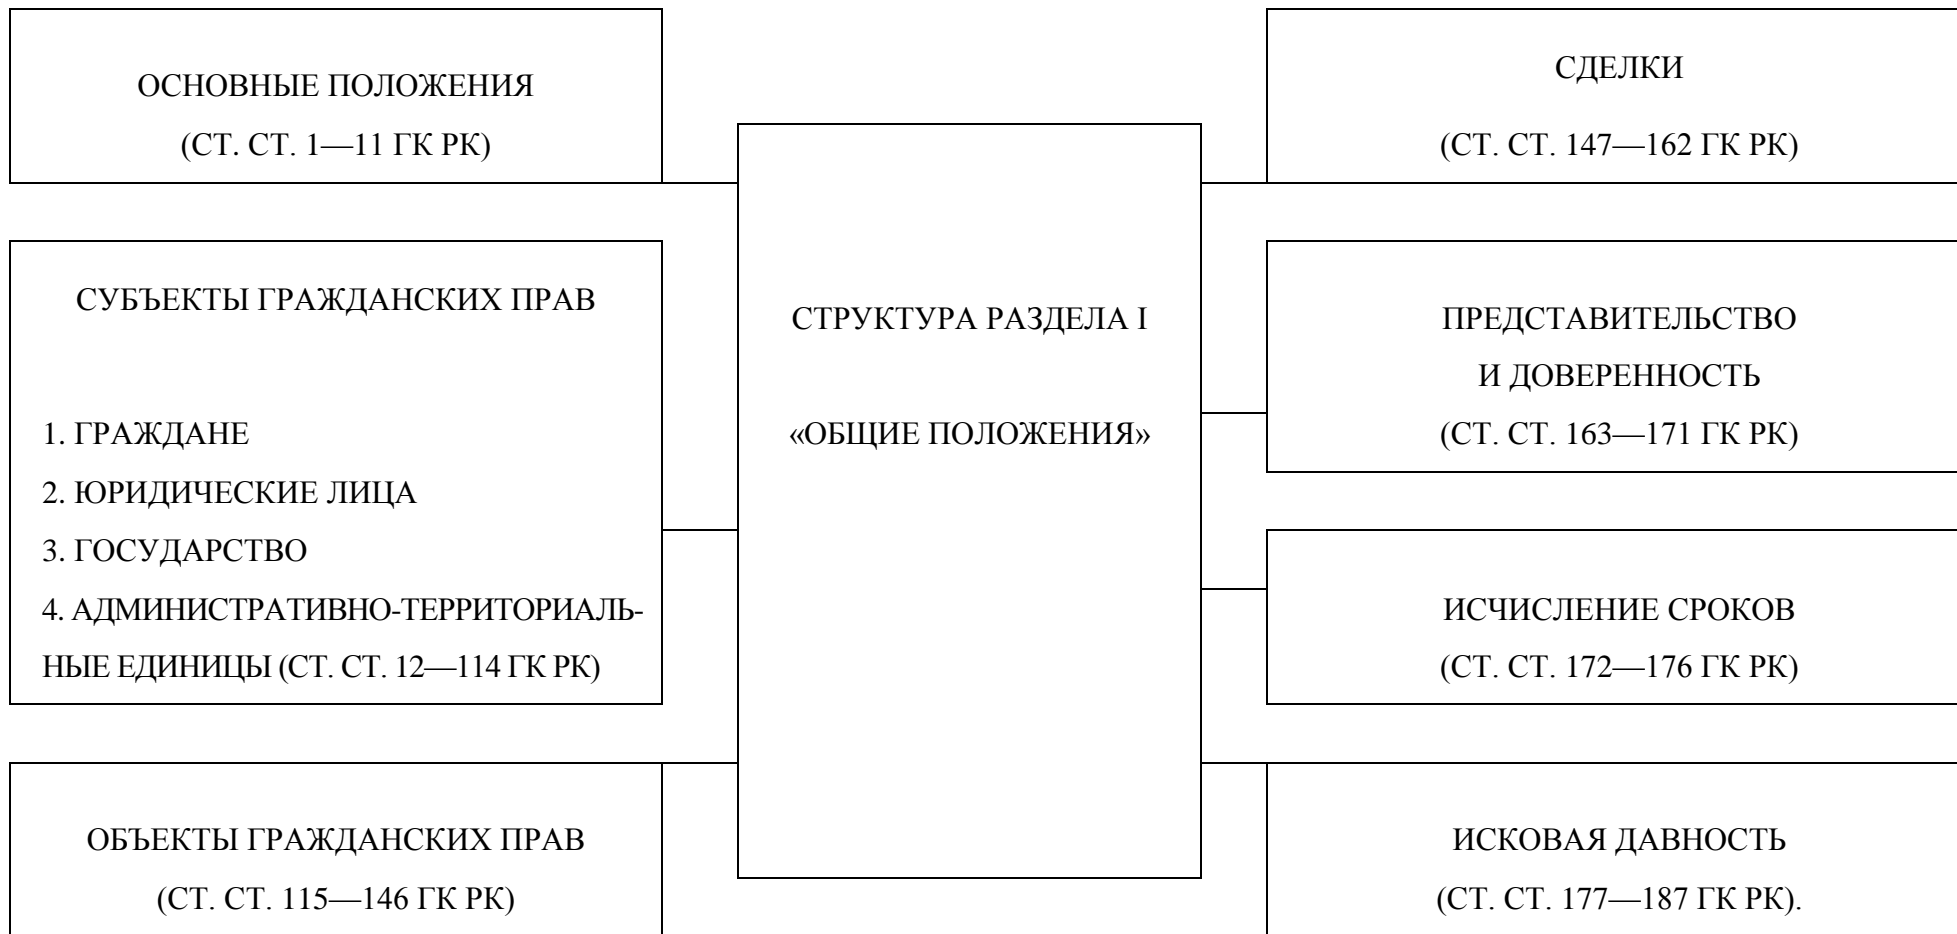 ОСНОВНЫЕ ПОЛОЖЕНИЯ
(СТ. СТ. 1—11 ГК РК)
СУБЪЕКТЫ ГРАЖДАНСКИХ ПРАВ
1. ГРАЖДАНЕ
2. ЮРИДИЧЕСКИЕ ЛИЦА
3. ГОСУДАРСТВО
4. АДМИНИСТРАТИВНО-ТЕРРИТОРИАЛЬ-
НЫЕ ЕДИНИЦЫ (СТ. СТ. 12—114 ГК РК)
ОБЪЕКТЫ ГРАЖДАНСКИХ ПРАВ
(СТ. СТ. 115—146 ГК РК)
СТРУКТУРА РАЗДЕЛА I
«ОБЩИЕ ПОЛОЖЕНИЯ»
СДЕЛКИ
(СТ. СТ. 147—162 ГК РК)
ПРЕДСТАВИТЕЛЬСТВО
И ДОВЕРЕННОСТЬ
(СТ. СТ. 163—171 ГК РК)
ИСЧИСЛЕНИЕ СРОКОВ
(СТ. СТ. 172—176 ГК РК)
ИСКОВАЯ ДАВНОСТЬ
(СТ. СТ. 177—187 ГК РК).